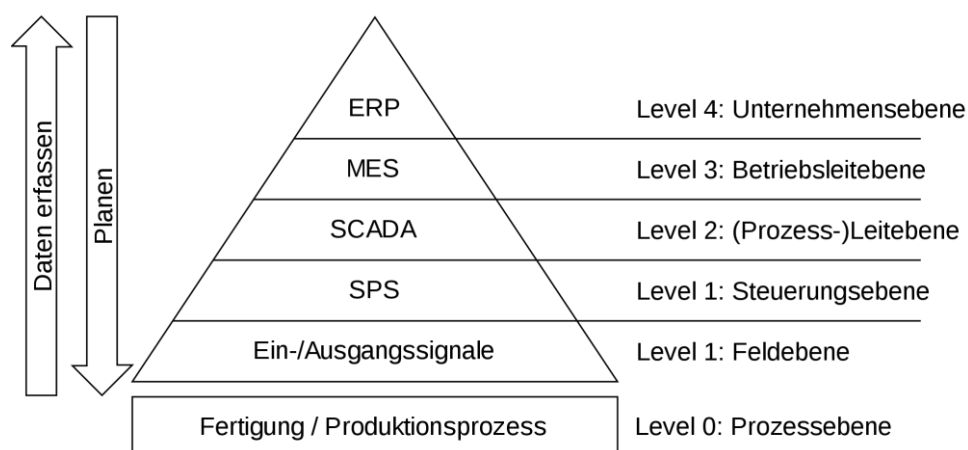 Daten erfassen
Planen
ERP
Level 4: Unternehmensebene
MES
Level 3: Betriebsleitebene
SCADA
Level 2: (Prozess-)Leitebene
SPS
Level 1: Steuerungsebene
Ein-/Ausgangssignale
Level 1: Feldebene
Fertigung / Produktionsprozess
Level 0: Prozessebene